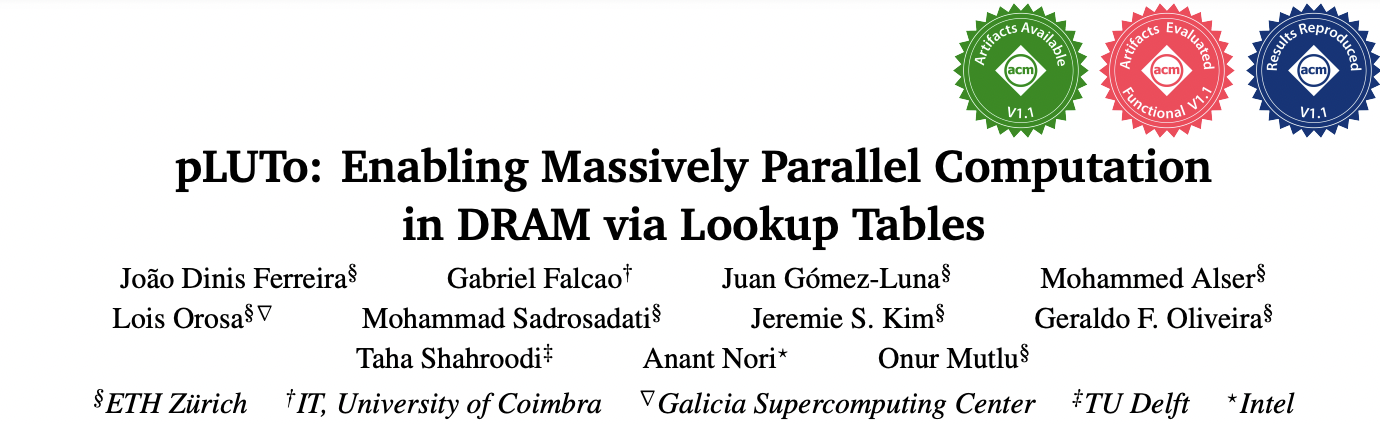 Artifacts Available
acm
V1.1
Artifacts Evaluated
acm
Functional V1.1
Results Reproduced
acm
V1.1
pLUTo: Enabling Massively Parallel Computation
in DRAM via Lookup Tables
João Dinis Ferreira§ Gabriel Falcao† Juan Gómez-Luna§ Mohammed Alser§
Lois Orosa§▽ Mohammad Sadrosadati§ Jeremie S. Kim§ Geraldo F. Oliveira§
Taha Shahroodi‡ Anant Nori⋆ Onur Mutlu§
§ETH Zürich †IT, University of Coimbra ▽Galicia Supercomputing Center ‡TU Delft ⋆Intel